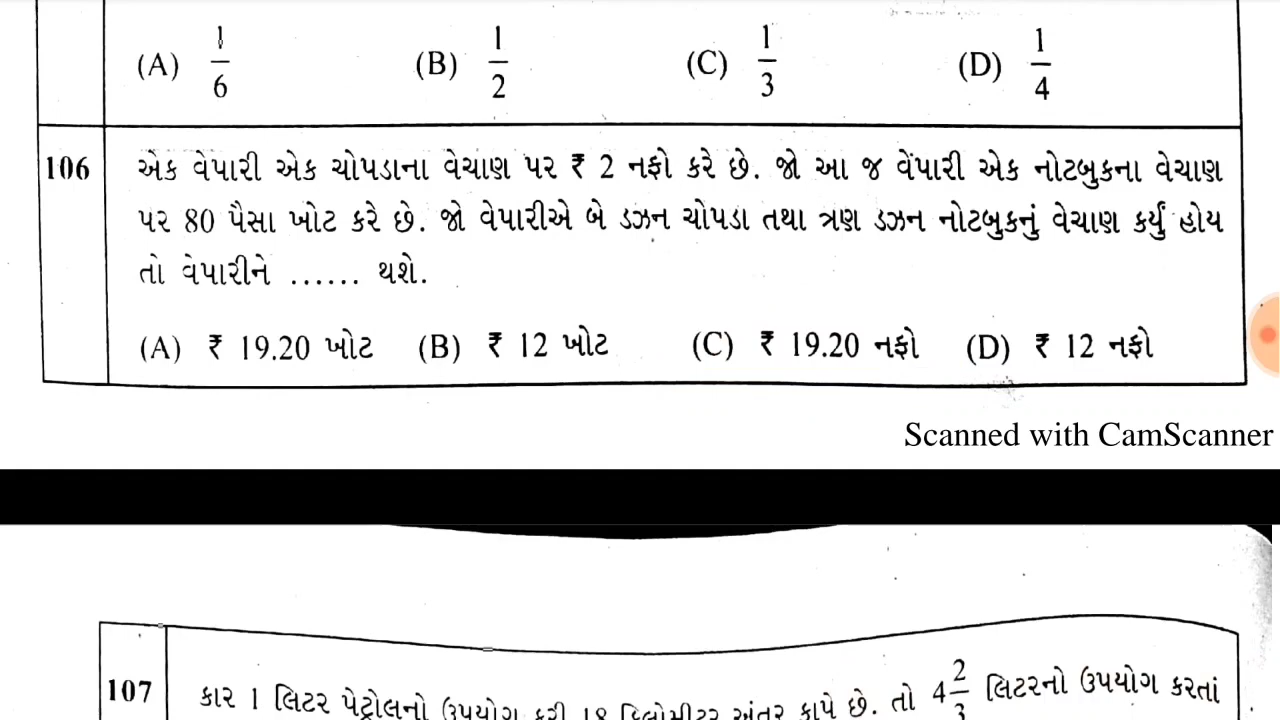 (A) 1/6 (B) 1/2 (C) 1/3 (D) 1/4
106 એક વેપારી એક ચોપડાના વેચાણ પર ₹ 2 નફો કરે છે. જો આ જ વેપારી એક નોટબુકના વેચાણ
પર 80 પૈસા ખોટ કરે છે. જો વેપારીએ બે ડઝન ચોપડા તથા ત્રણ ડઝન નોટબુકનું વેચાણ કર્યું હોય
તો વેપારીને ...... થશે.
(A) ₹ 19.20 ખોટ (B) ₹ 12 ખોટ (C) ₹ 19.20 નફો (D) ₹ 12 નફો
Scanned with CamScanner
107 કાર 1 લિટર પેટ્રોલનો ઉપયોગ કરી 18 કિલોમીટર અંતર કાપે છે. તો 4 2/3 લિટરનો ઉપયોગ કરતાં